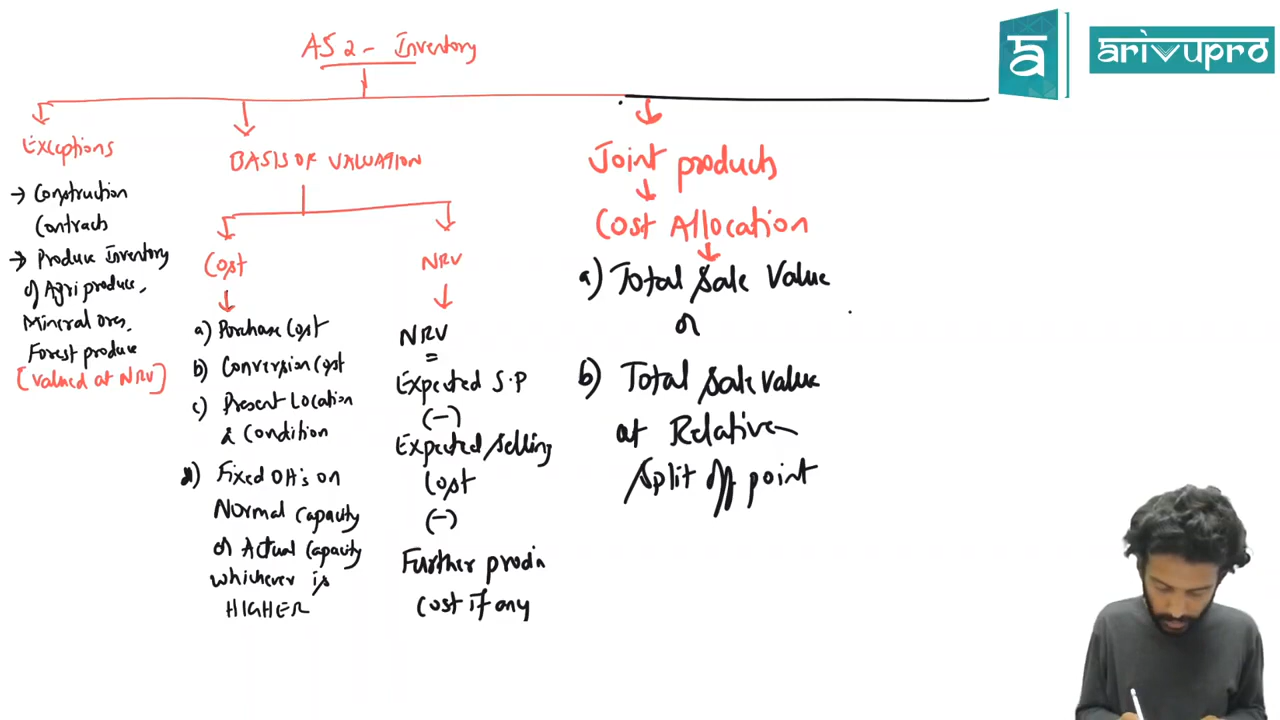 AS 2 - Inventory
arivupro
Exceptions
→ Construction
Contracts
→ Produce Inventory
of Agri produce,
Mineral Ores,
Forest produce
[Valued at NRV]
BASIS OF VALUATION
Cost
a) Purchase Cost
b) Conversion Cost
c) Present Location
& Condition
d) Fixed OH's on
Normal Capacity
or Actual Capacity
whichever is
HIGHER
NRV
NRV
=
Expected S.P
(-)
Expected Selling
Cost
(-)
Further prodn
Cost if any
Joint products
Cost Allocation
a) Total Sale Value
or
b) Total Sale Value
at Relative
Split off point